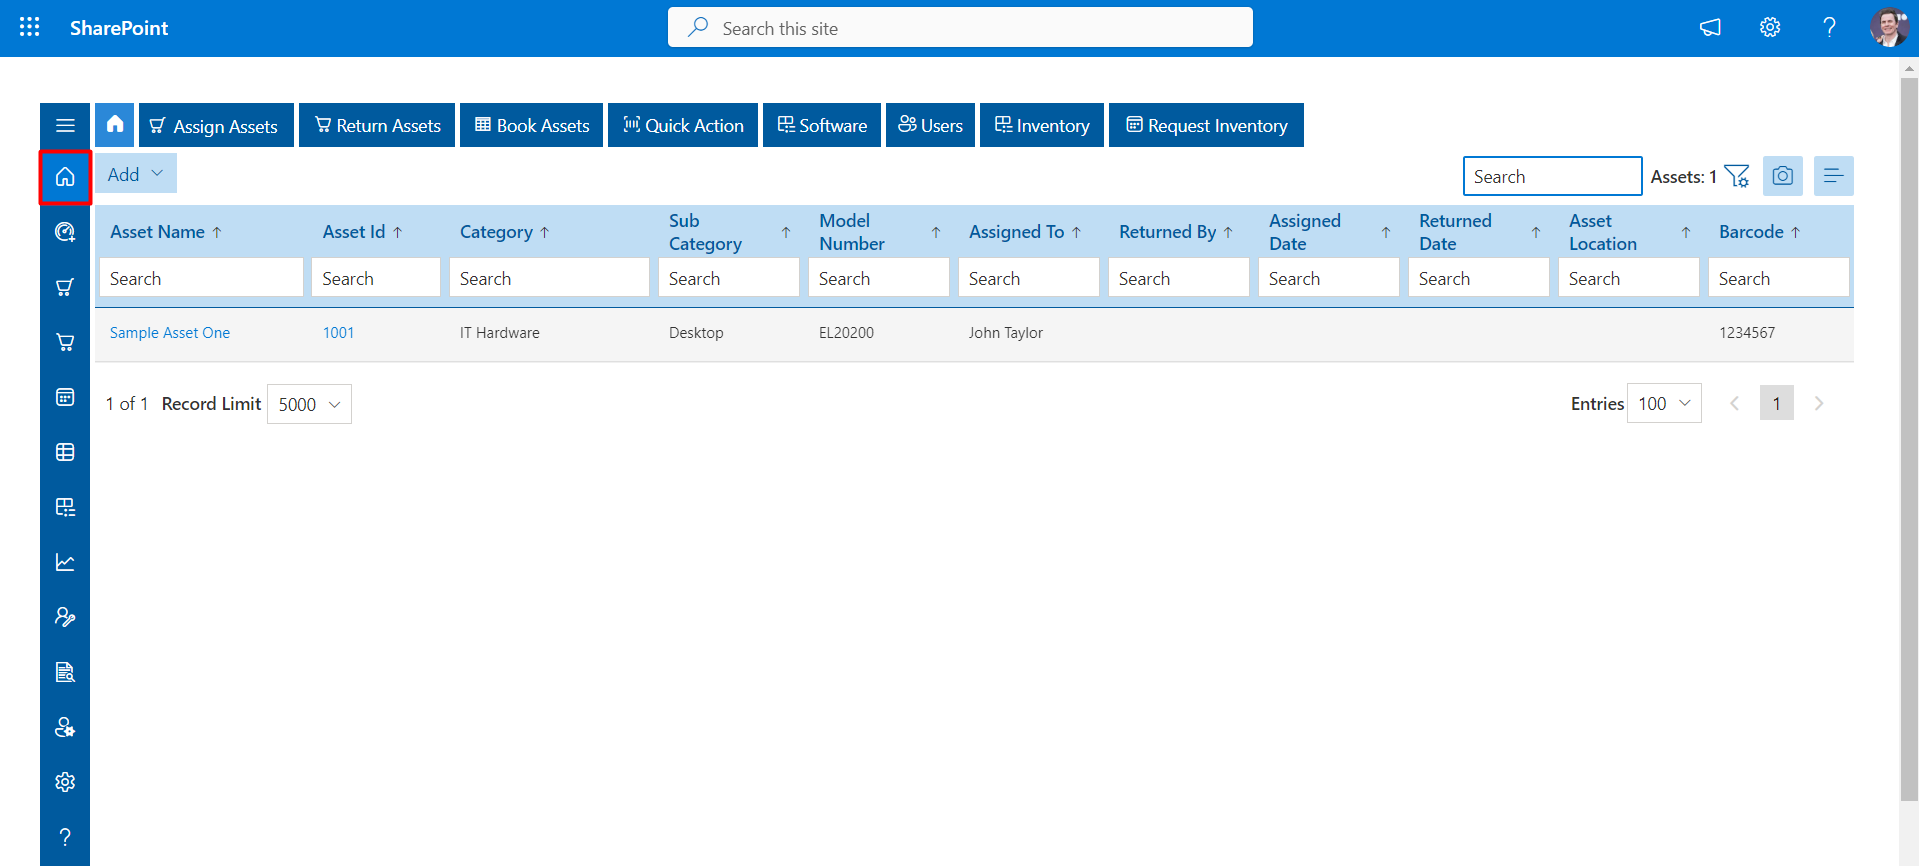 SharePoint
Search this site
Assign Assets
Return Assets
Book Assets
Quick Action
Software
Users
Inventory
Request Inventory
Add
Search
Assets: 1
Asset Name
Asset Id
Category
Sub Category
Model Number
Assigned To
Returned By
Assigned Date
Returned Date
Asset Location
Barcode
Search Search Search Search Search Search Search Search Search Search Search
Sample Asset One 1001 IT Hardware Desktop EL20200 John Taylor 1234567
1 of 1 Record Limit 5000
Entries 100
1